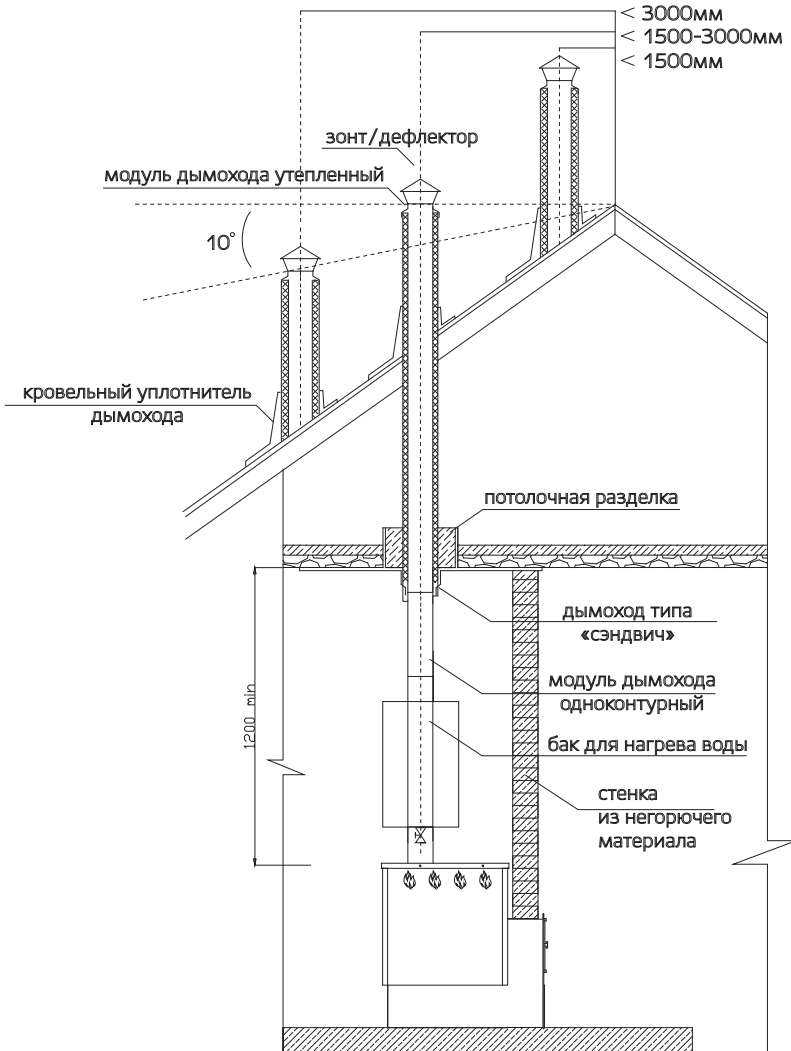 < 3000мм
< 1500-3000мм
< 1500мм
зонт/дефлектор
модуль дымохода утепленный
10°
кровельный уплотнитель
дымохода
потолочная разделка
дымоход типа
«сэндвич»
модуль дымохода
одноконтурный
1200 min
бак для нагрева воды
стенка
из негорючего
материала